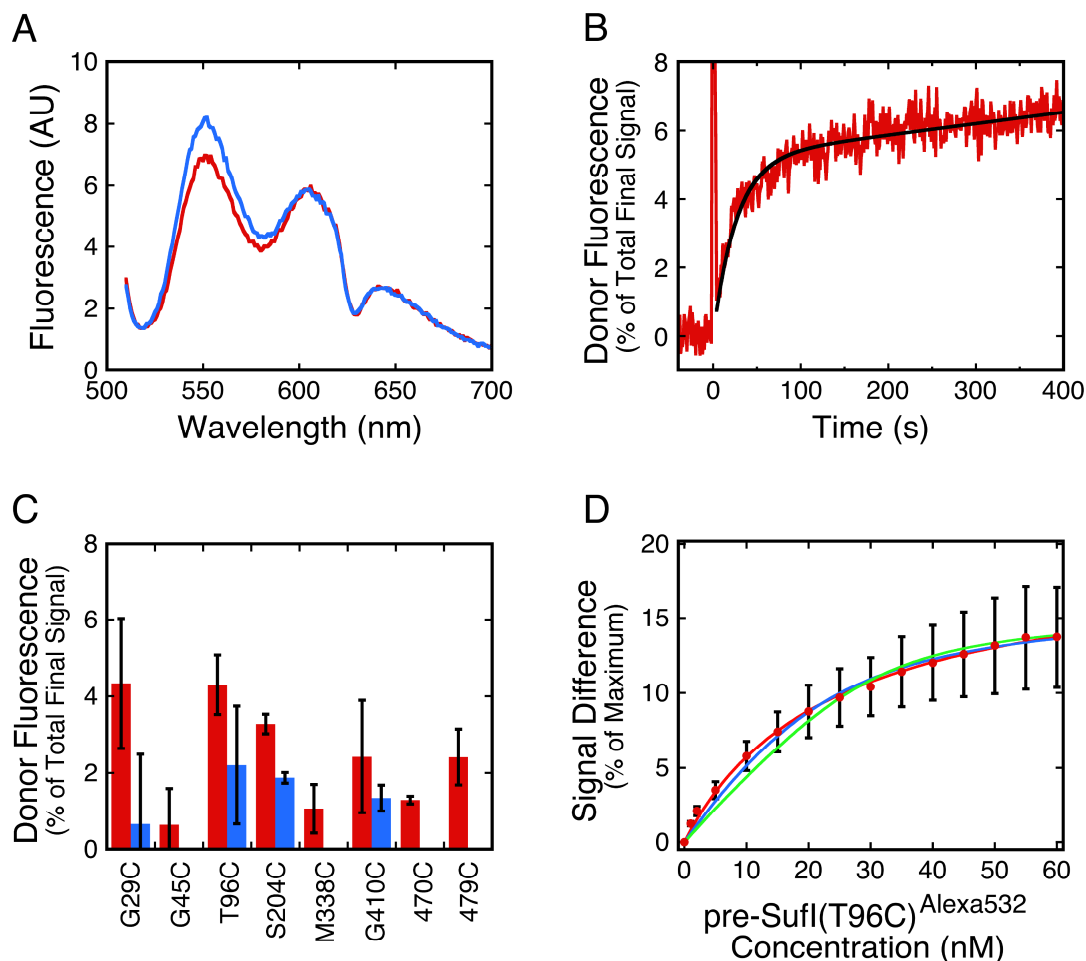 A
10
8
6
4
2
0
500
550
600
650
700
Fluorescence (AU)
Wavelength (nm)
B
8
6
4
2
0
0
100
200
300
400
Donor Fluorescence
(% of Total Final Signal)
Time (s)
C
8
6
4
2
0
Donor Fluorescence
(% of Total Final Signal)
G29C
G45C
T96C
S204C
M338C
G410C
470C
479C
D
20
15
10
5
0
0
10
20
30
40
50
60
Signal Difference
(% of Maximum)
pre-SufI(T96C)Alexa532
Concentration (nM)